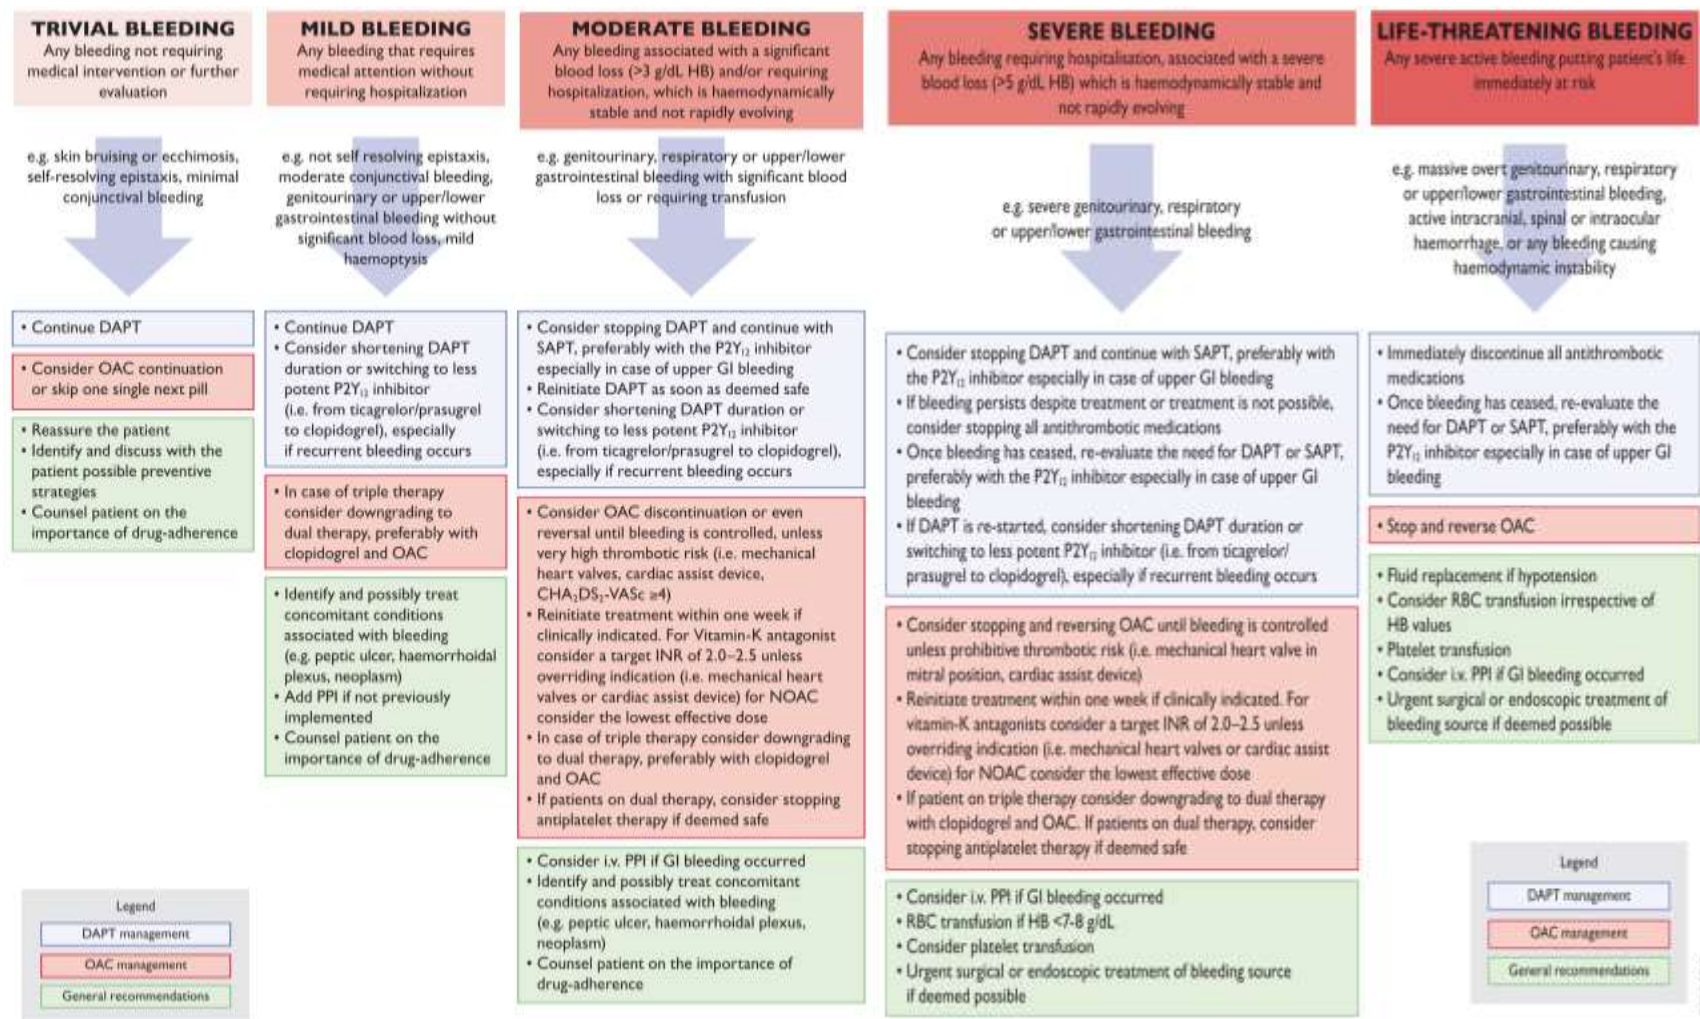 TRIVIAL BLEEDING
Any bleeding not requiring
medical intervention or further
evaluation
e.g. skin bruising or ecchimosis,
self-resolving epistaxis, minimal
conjunctival bleeding
• Continue DAPT
• Consider OAC continuation
or skip one single next pill
• Reassure the patient
• Identify and discuss with the
patient possible preventive
strategies
• Counsel patient on the
importance of drug-adherence
Legend
DAPT management
OAC management
General recommendations
MILD BLEEDING
Any bleeding that requires
medical attention without
requiring hospitalization
e.g. not self resolving epistaxis,
moderate conjunctival bleeding,
genitourinary or upper/lower
gastrointestinal bleeding without
significant blood loss, mild
haemoptysis
• Continue DAPT
• Consider shortening DAPT
duration or switching to less
potent P2Y₁₂ inhibitor
(i.e. from ticagrelor/prasugrel
to clopidogrel), especially
if recurrent bleeding occurs
• In case of triple therapy
consider downgrading to
dual therapy, preferably with
clopidogrel and OAC
• Identify and possibly treat
concomitant conditions
associated with bleeding
(e.g. peptic ulcer, haemorrhoidal
plexus, neoplasm)
• Add PPI if not previously
implemented
• Counsel patient on the
importance of drug-adherence
MODERATE BLEEDING
Any bleeding associated with a significant
blood loss (>3 g/dL HB) and/or requiring
hospitalization, which is haemodynamically
stable and not rapidly evolving
e.g. genitourinary, respiratory or upper/lower
gastrointestinal bleeding with significant blood
loss or requiring transfusion
• Consider stopping DAPT and continue with
SAPT, preferably with the P2Y₁₂ inhibitor
especially in case of upper GI bleeding
• Reinitiate DAPT as soon as deemed safe
• Consider shortening DAPT duration or
switching to less potent P2Y₁₂ inhibitor
(i.e. from ticagrelor/prasugrel to clopidogrel),
especially if recurrent bleeding occurs
• Consider OAC discontinuation or even
reversal until bleeding is controlled, unless
very high thrombotic risk (i.e. mechanical
heart valves, cardiac assist device,
CHA₂DS₂-VASc ≥4)
• Reinitiate treatment within one week if
clinically indicated. For Vitamin-K antagonist
consider a target INR of 2.0–2.5 unless
overriding indication (i.e. mechanical heart
valves or cardiac assist device) for NOAC
consider the lowest effective dose
• In case of triple therapy consider downgrading
to dual therapy, preferably with clopidogrel
and OAC
• If patients on dual therapy, consider stopping
antiplatelet therapy if deemed safe
• Consider i.v. PPI if GI bleeding occurred
• Identify and possibly treat concomitant
conditions associated with bleeding
(e.g. peptic ulcer, haemorrhoidal plexus,
neoplasm)
• Counsel patient on the importance of
drug-adherence
SEVERE BLEEDING
Any bleeding requiring hospitalisation, associated with a severe
blood loss (>5 g/dL HB) which is haemodynamically stable and
not rapidly evolving
e.g. severe genitourinary, respiratory
or upper/lower gastrointestinal bleeding
• Consider stopping DAPT and continue with SAPT, preferably with
the P2Y₁₂ inhibitor especially in case of upper GI bleeding
• If bleeding persists despite treatment or treatment is not possible,
consider stopping all antithrombotic medications
• Once bleeding has ceased, re-evaluate the need for DAPT or SAPT,
preferably with the P2Y₁₂ inhibitor especially in case of upper GI
bleeding
• If DAPT is re-started, consider shortening DAPT duration or
switching to less potent P2Y₁₂ inhibitor (i.e. from ticagrelor/
prasugrel to clopidogrel), especially if recurrent bleeding occurs
• Consider stopping and reversing OAC until bleeding is controlled
unless prohibitive thrombotic risk (i.e. mechanical heart valve in
mitral position, cardiac assist device)
• Reinitiate treatment within one week if clinically indicated. For
vitamin-K antagonists consider a target INR of 2.0–2.5 unless
overriding indication (i.e. mechanical heart valves or cardiac assist
device) for NOAC consider the lowest effective dose
• If patient on triple therapy consider downgrading to dual therapy
with clopidogrel and OAC. If patients on dual therapy, consider
stopping antiplatelet therapy if deemed safe
• Consider i.v. PPI if GI bleeding occurred
• RBC transfusion if HB <7-8 g/dL
• Consider platelet transfusion
• Urgent surgical or endoscopic treatment of bleeding source
if deemed possible
LIFE-THREATENING BLEEDING
Any severe active bleeding putting patient's life
immediately at risk
e.g. massive overt genitourinary, respiratory
or upper/lower gastrointestinal bleeding,
active intracranial, spinal or intraocular
haemorrhage, or any bleeding causing
haemodynamic instability
• Immediately discontinue all antithrombotic
medications
• Once bleeding has ceased, re-evaluate the
need for DAPT or SAPT, preferably with the
P2Y₁₂ inhibitor especially in case of upper GI
bleeding
• Stop and reverse OAC
• Fluid replacement if hypotension
• Consider RBC transfusion irrespective of
HB values
• Platelet transfusion
• Consider i.v. PPI if GI bleeding occurred
• Urgent surgical or endoscopic treatment of
bleeding source if deemed possible
Legend
DAPT management
OAC management
General recommendations